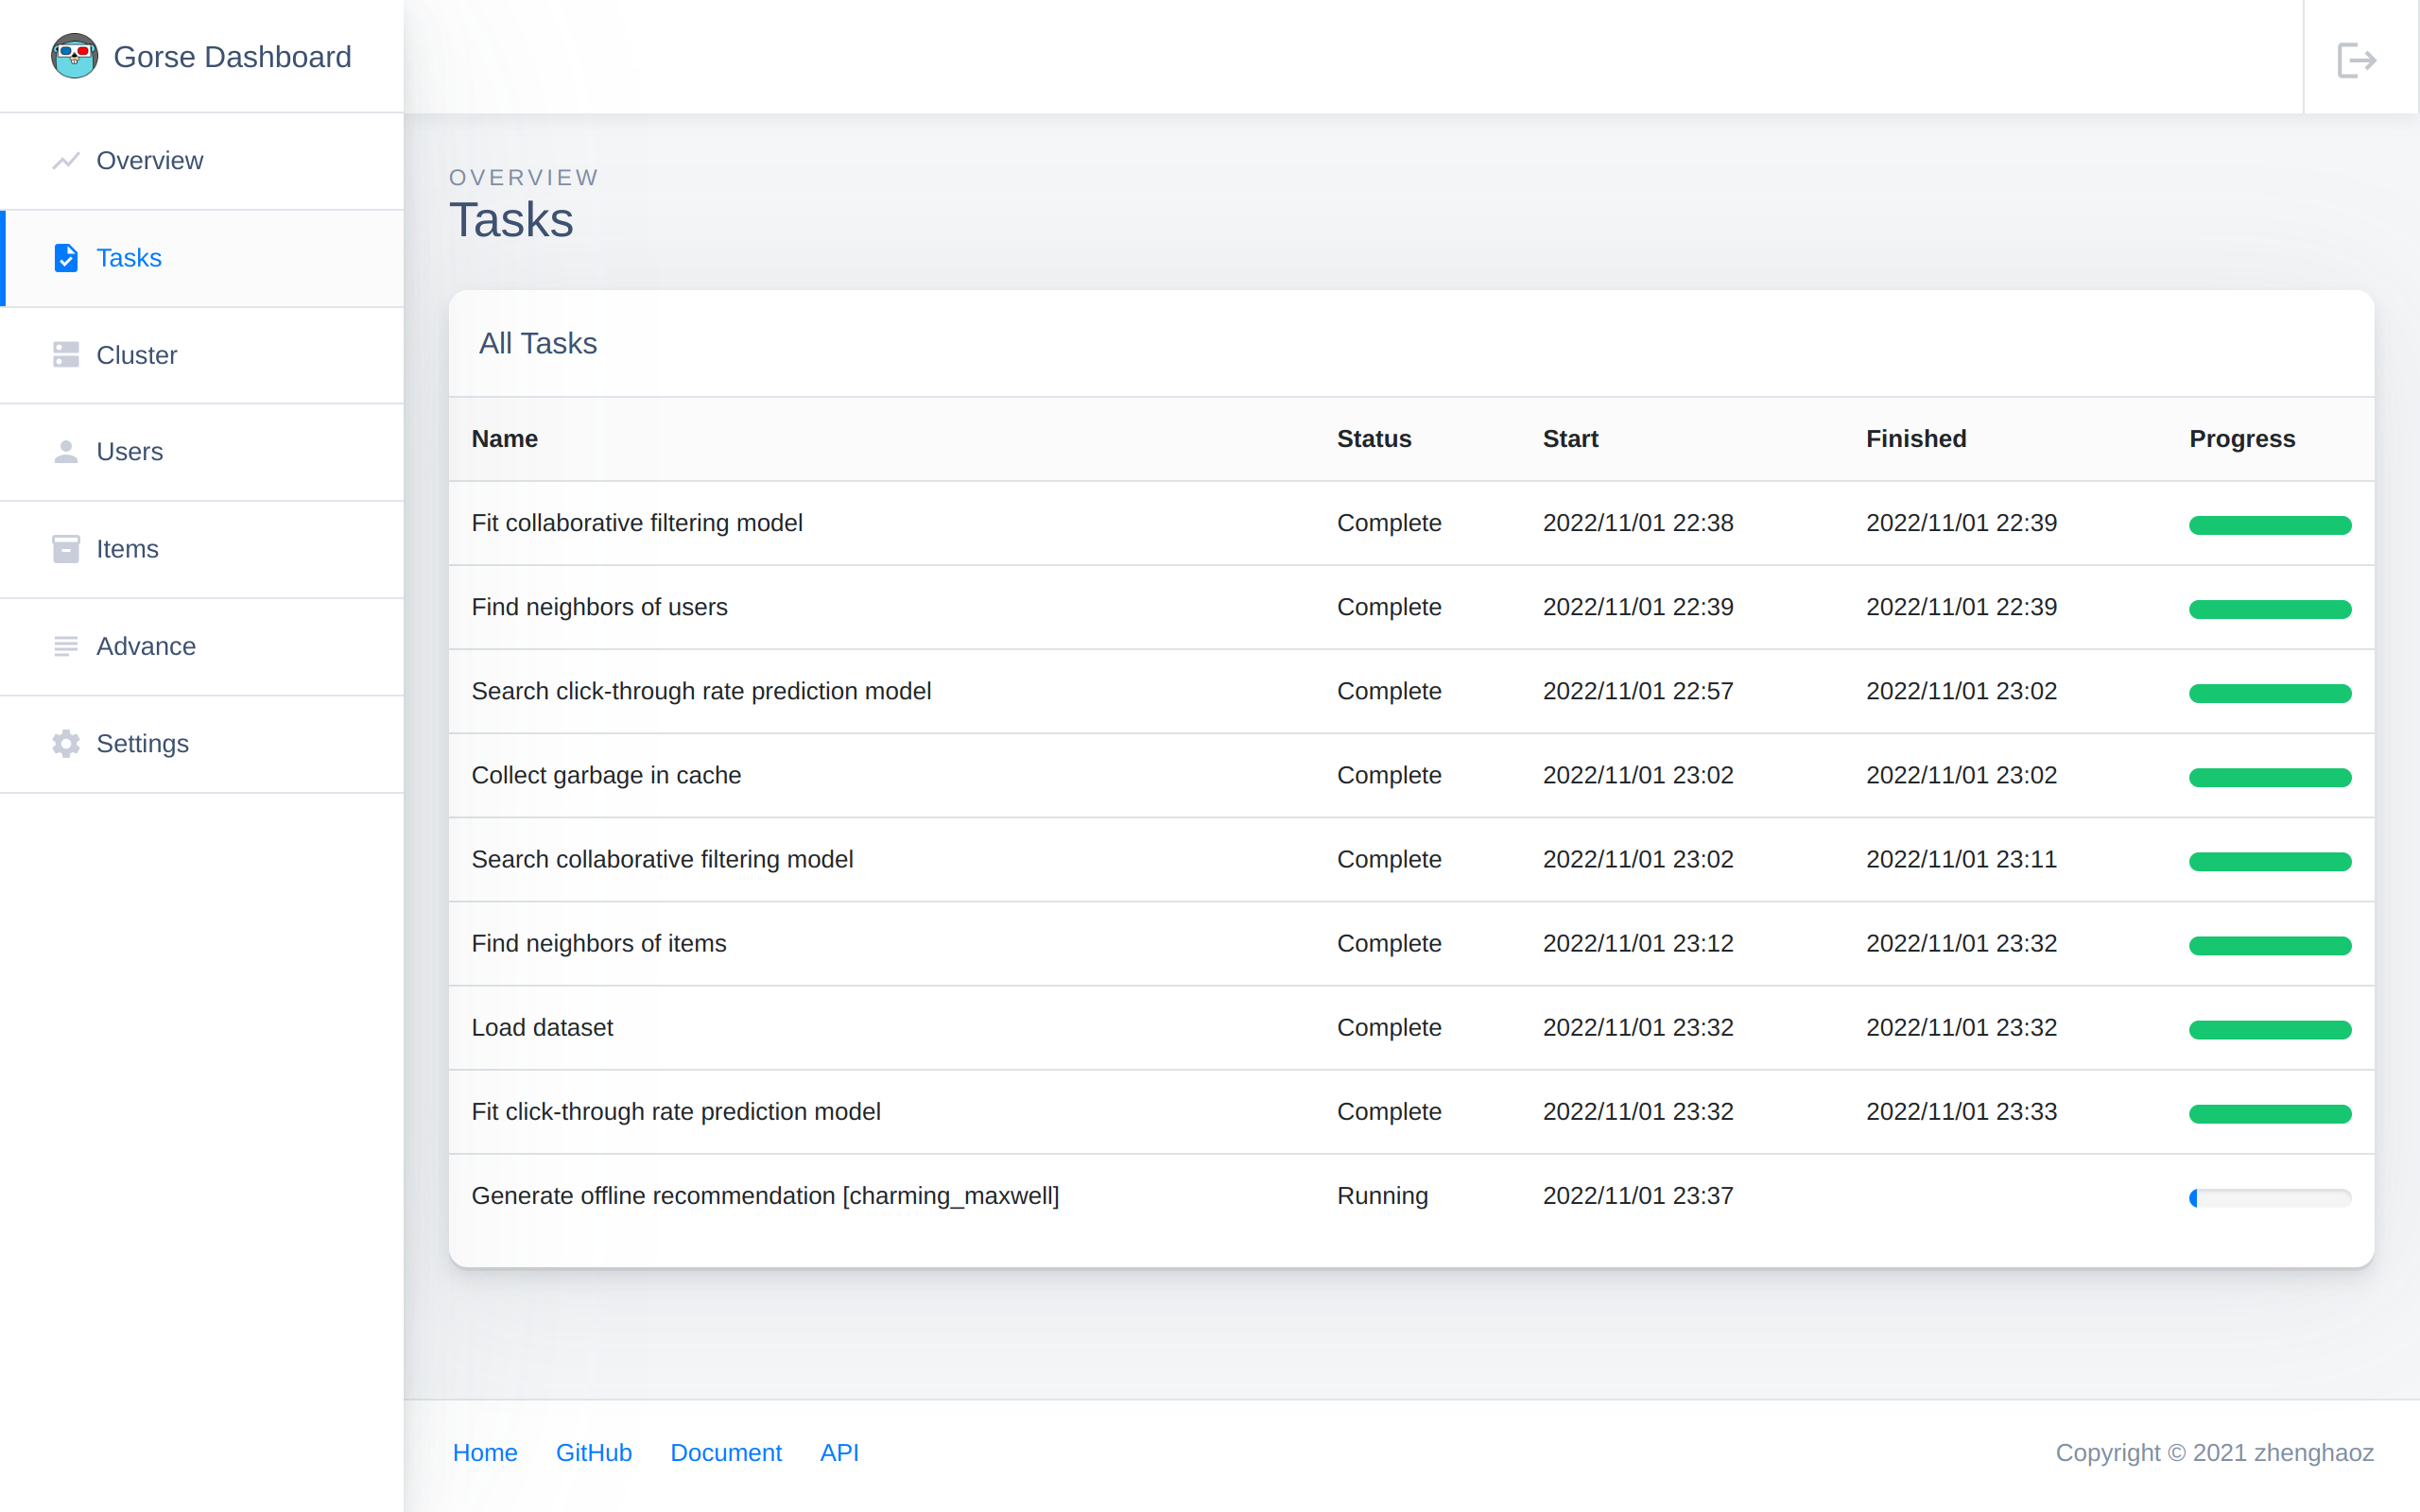 Gorse Dashboard
Overview
Tasks
Cluster
Users
Items
Advance
Settings
OVERVIEW
Tasks
All Tasks
Name Status Start Finished Progress
Fit collaborative filtering model Complete 2022/11/01 22:38 2022/11/01 22:39
Find neighbors of users Complete 2022/11/01 22:39 2022/11/01 22:39
Search click-through rate prediction model Complete 2022/11/01 22:57 2022/11/01 23:02
Collect garbage in cache Complete 2022/11/01 23:02 2022/11/01 23:02
Search collaborative filtering model Complete 2022/11/01 23:02 2022/11/01 23:11
Find neighbors of items Complete 2022/11/01 23:12 2022/11/01 23:32
Load dataset Complete 2022/11/01 23:32 2022/11/01 23:32
Fit click-through rate prediction model Complete 2022/11/01 23:32 2022/11/01 23:33
Generate offline recommendation [charming_maxwell] Running 2022/11/01 23:37
Home GitHub Document API Copyright © 2021 zhenghaoz